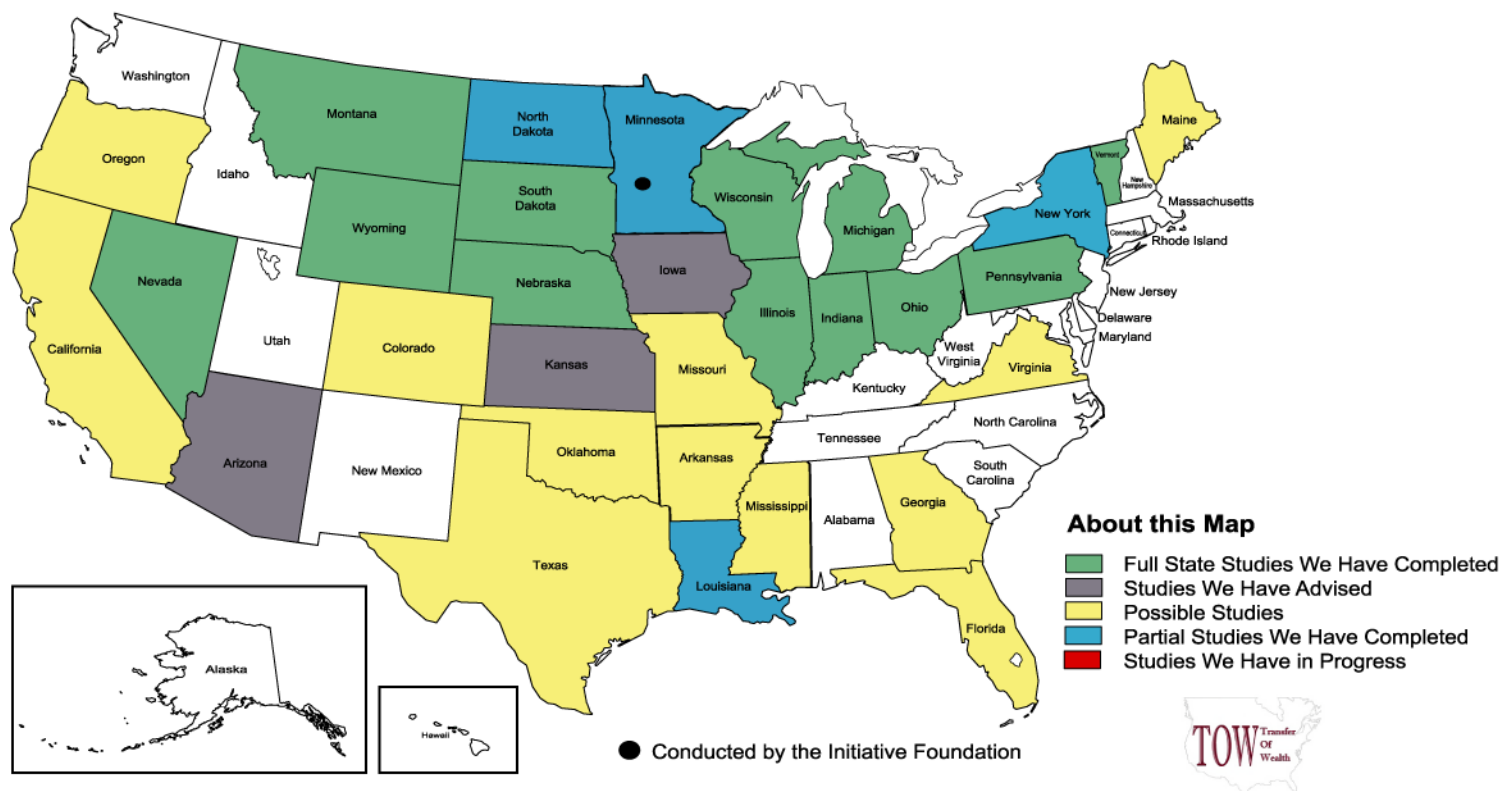 Washington
Montana
North
Dakota
Minnesota
Maine
Oregon
Idaho
Vermont
New
Hampshire
South
Dakota
Wisconsin
Massachusetts
Wyoming
Michigan
New York
Connecticut
Rhode Island
Nevada
Iowa
Pennsylvania
Nebraska
New Jersey
Illinois
Indiana
Ohio
Delaware
Utah
California
Colorado
Maryland
West
Virginia
Kansas
Missouri
Virginia
Kentucky
North Carolina
Tennessee
Oklahoma
Arkansas
Arizona
New Mexico
South
Carolina
Mississippi
Georgia
Alabama
Texas
Louisiana
Florida
Alaska
Hawaii
About this Map
Full State Studies We Have Completed
Studies We Have Advised
Possible Studies
Partial Studies We Have Completed
Studies We Have in Progress
Conducted by the Initiative Foundation
TOW
Transfer
Of
Wealth